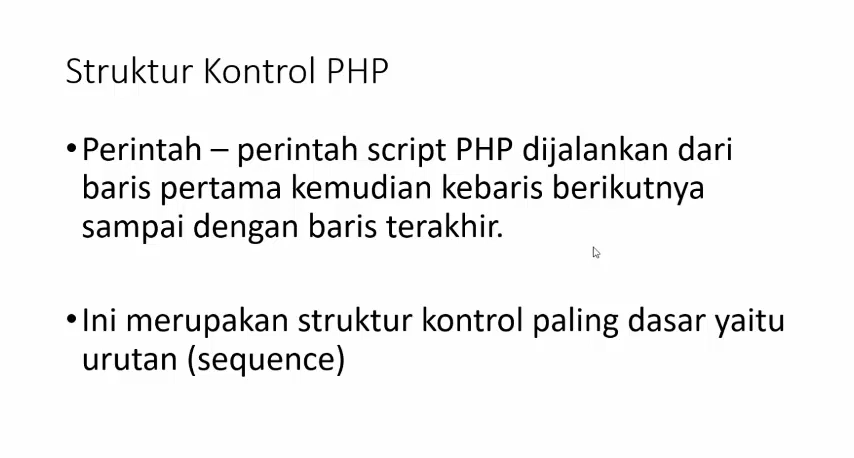 Struktur Kontrol PHP
•Perintah – perintah script PHP dijalankan dari
baris pertama kemudian kebaris berikutnya
sampai dengan baris terakhir.
•Ini merupakan struktur kontrol paling dasar yaitu
urutan (sequence)